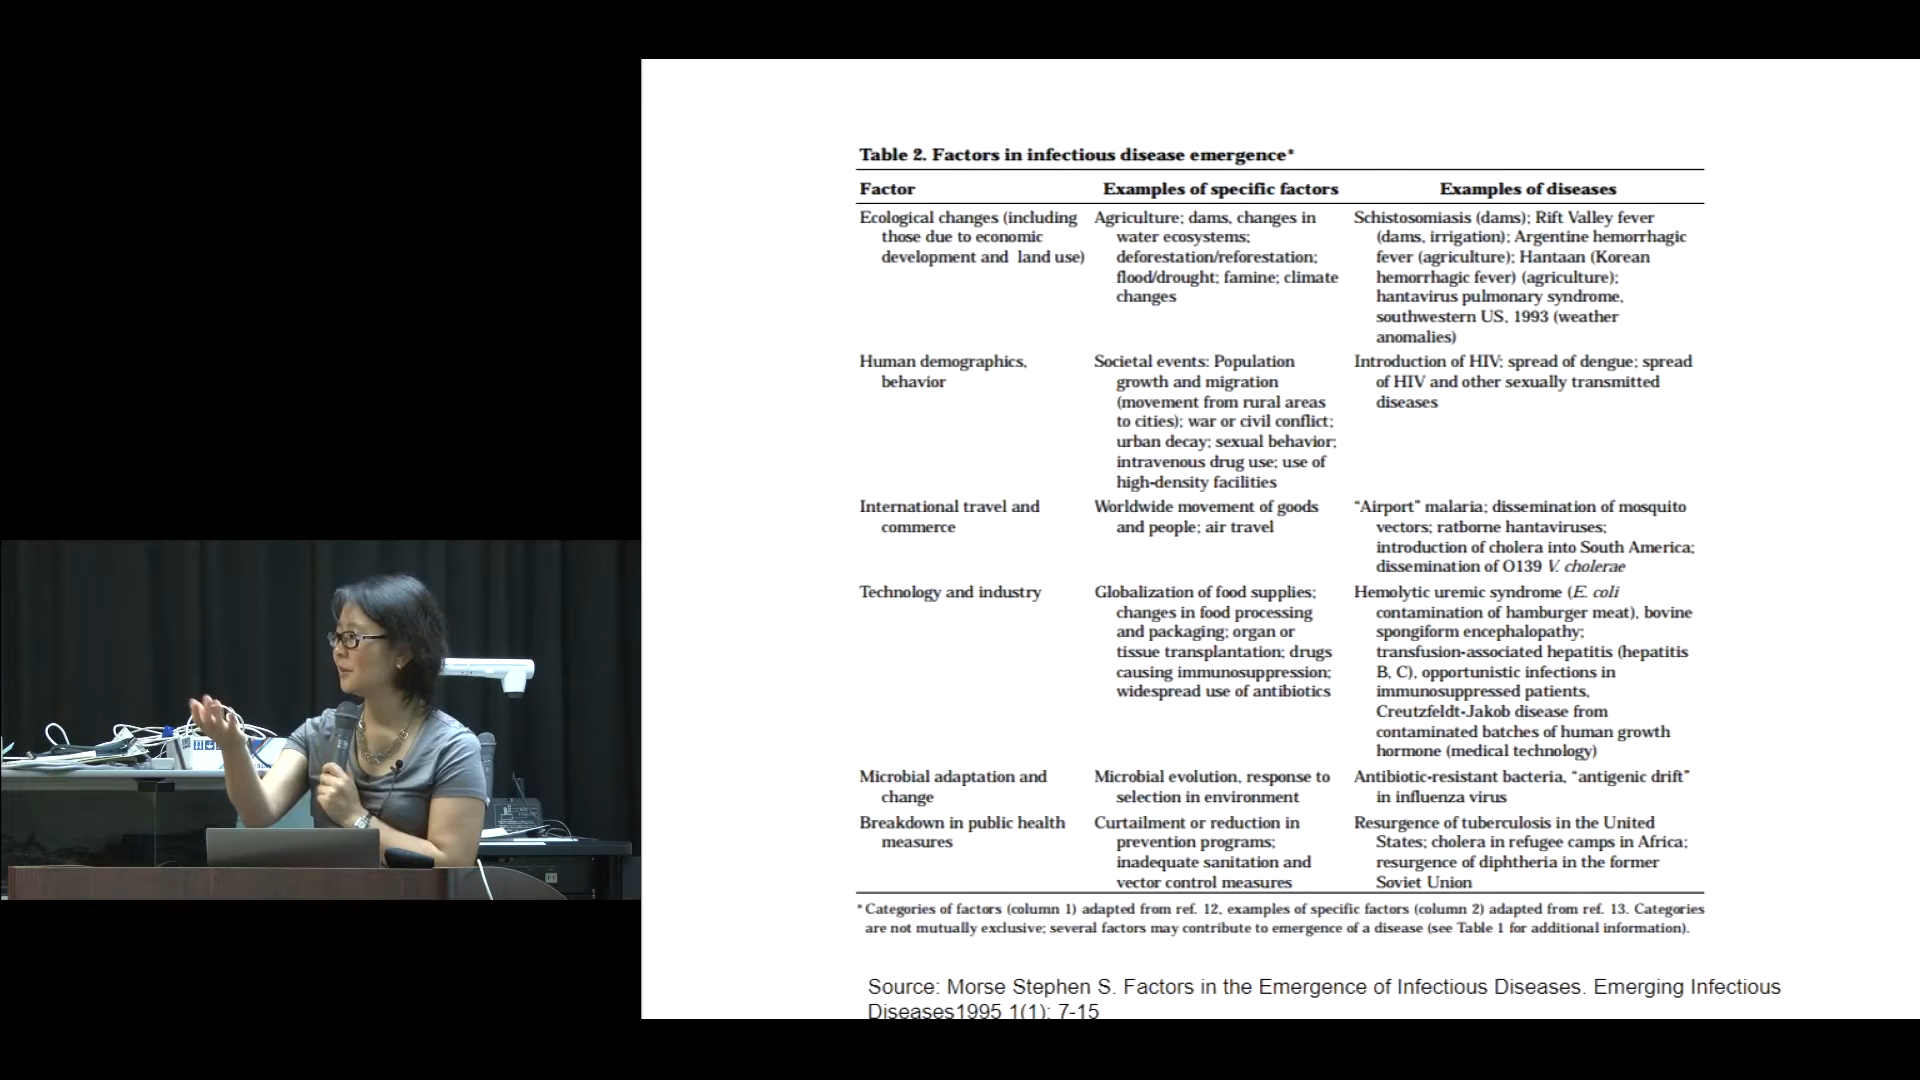 Table 2. Factors in infectious disease emergence*
Factor Examples of specific factors Examples of diseases
Ecological changes (including
those due to economic
development and land use)
Agriculture; dams, changes in
water ecosystems;
deforestation/reforestation;
flood/drought; famine; climate
changes
Schistosomiasis (dams); Rift Valley fever
(dams, irrigation); Argentine hemorrhagic
fever (agriculture); Hantaan (Korean
hemorrhagic fever) (agriculture);
hantavirus pulmonary syndrome,
southwestern US, 1993 (weather
anomalies)
Human demographics,
behavior
Societal events: Population
growth and migration
(movement from rural areas
to cities); war or civil conflict;
urban decay; sexual behavior;
intravenous drug use; use of
high-density facilities
Introduction of HIV; spread of dengue; spread
of HIV and other sexually transmitted
diseases
International travel and
commerce
Worldwide movement of goods
and people; air travel
“Airport” malaria; dissemination of mosquito
vectors; ratborne hantaviruses;
introduction of cholera into South America;
dissemination of O139 V. cholerae
Technology and industry
Globalization of food supplies;
changes in food processing
and packaging; organ or
tissue transplantation; drugs
causing immunosuppression;
widespread use of antibiotics
Hemolytic uremic syndrome (E. coli
contamination of hamburger meat), bovine
spongiform encephalopathy;
transfusion-associated hepatitis (hepatitis
B, C), opportunistic infections in
immunosuppressed patients,
Creutzfeldt-Jakob disease from
contaminated batches of human growth
hormone (medical technology)
Microbial adaptation and
change
Microbial evolution, response to
selection in environment
Antibiotic-resistant bacteria, “antigenic drift”
in influenza virus
Breakdown in public health
measures
Curtailment or reduction in
prevention programs;
inadequate sanitation and
vector control measures
Resurgence of tuberculosis in the United
States; cholera in refugee camps in Africa;
resurgence of diphtheria in the former
Soviet Union
* Categories of factors (column 1) adapted from ref. 12, examples of specific factors (column 2) adapted from ref. 13. Categories
are not mutually exclusive; several factors may contribute to emergence of a disease (see Table 1 for additional information).
Source: Morse Stephen S. Factors in the Emergence of Infectious Diseases. Emerging Infectious
Diseases1995 1(1): 7-15